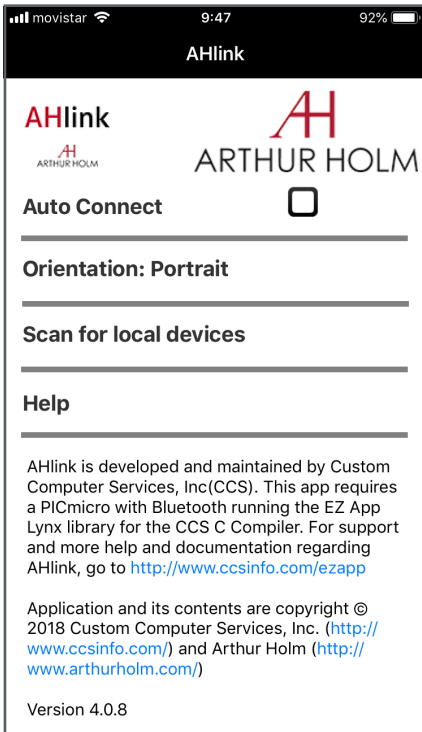 movistar 9:47 92%
AHlink
AHlink
AH
ARTHUR HOLM
AH
ARTHUR HOLM
Auto Connect
Orientation: Portrait
Scan for local devices
Help
AHlink is developed and maintained by Custom
Computer Services, Inc(CCS). This app requires
a PICmicro with Bluetooth running the EZ App
Lynx library for the CCS C Compiler. For support
and more help and documentation regarding
AHlink, go to http://www.ccsinfo.com/ezapp
Application and its contents are copyright ©
2018 Custom Computer Services, Inc. (http://
www.ccsinfo.com/) and Arthur Holm (http://
www.arthurholm.com/)
Version 4.0.8